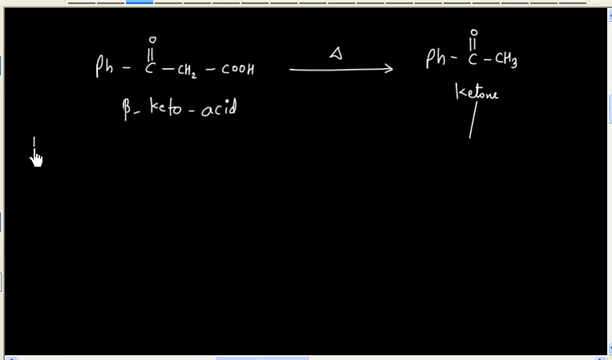 Ph - C - CH₂ - COOH Δ Ph - C - CH₃
O O
β - keto - acid ketone